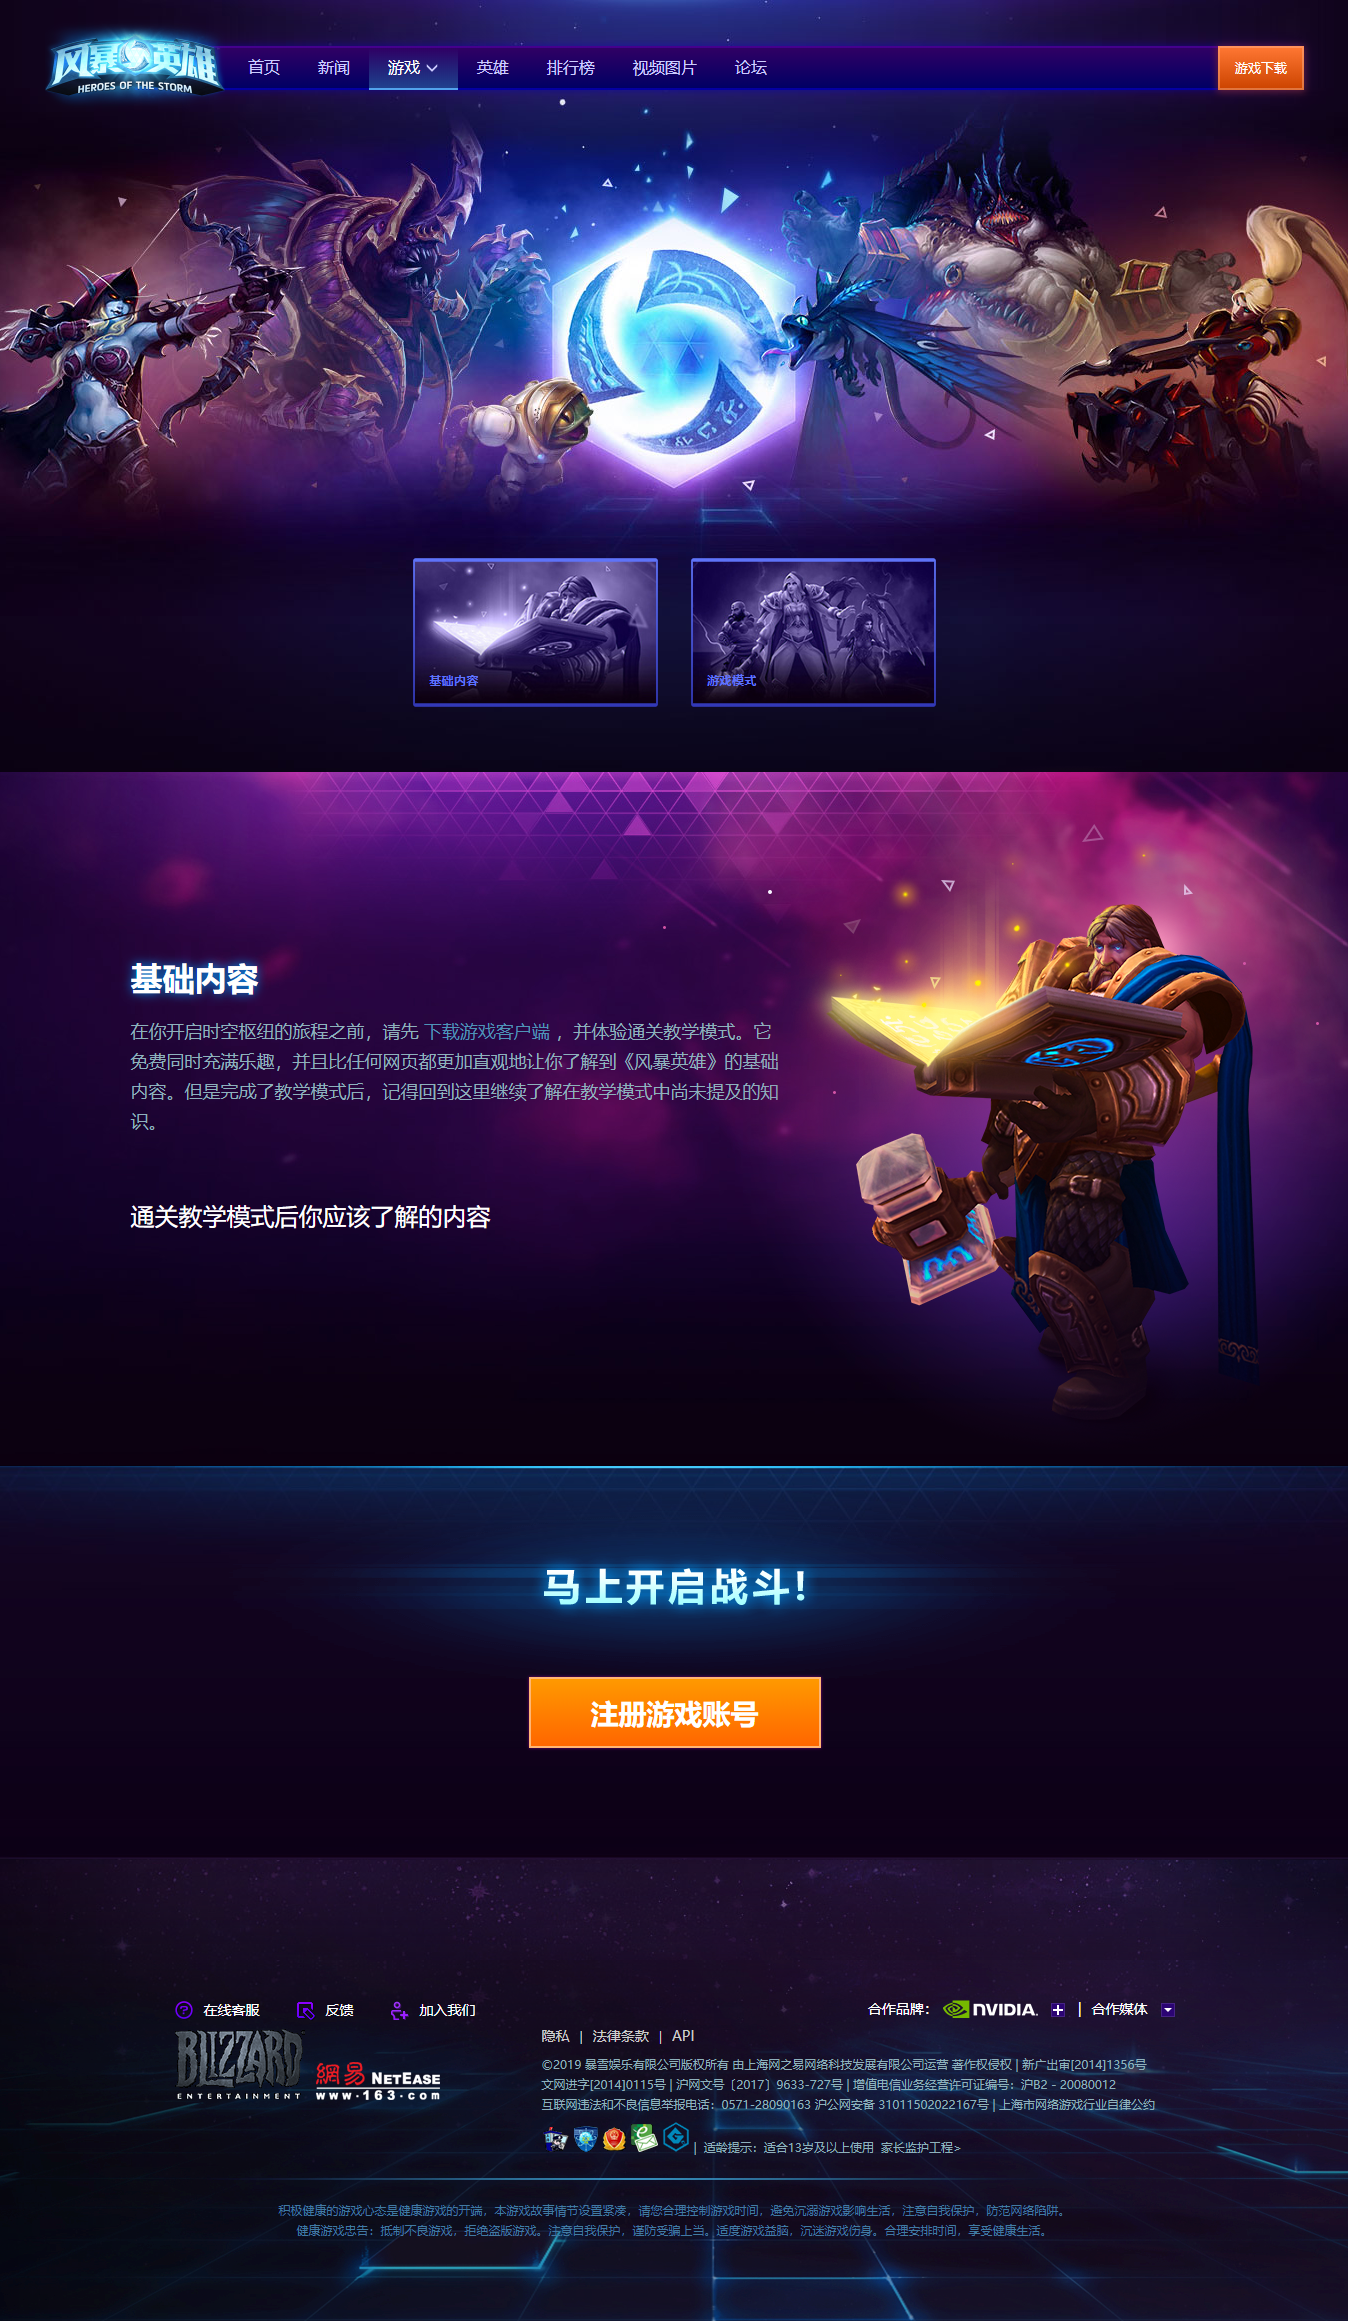 风暴英雄
HEROES OF THE STORM
首页 新闻 游戏 英雄 排行榜 视频图片 论坛 游戏下载
基础内容 游戏模式
基础内容
在你开启时空枢纽的旅程之前，请先 下载游戏客户端 ，并体验通关教学模式。它
免费同时充满乐趣，并且比任何网页都更加直观地让你了解到《风暴英雄》的基础
内容。但是完成了教学模式后，记得回到这里继续了解在教学模式中尚未提及的知
识。
通关教学模式后你应该了解的内容
马上开启战斗!
注册游戏账号
在线客服 反馈 加入我们 合作品牌： NVIDIA. | 合作媒体
BLIZZARD
ENTERTAINMENT
網易 NETEASE
www.163.com
隐私 | 法律条款 | API
©2019 暴雪娱乐有限公司版权所有 由上海网之易网络科技发展有限公司运营 著作权侵权 | 新广出审[2014]1356号
文网进字[2014]0115号 | 沪网文号〔2017〕9633-727号 | 增值电信业务经营许可证编号：沪B2 - 20080012
互联网违法和不良信息举报电话：0571-28090163 沪公网安备 31011502022167号 | 上海市网络游戏行业自律公约
| 适龄提示：适合13岁及以上使用 家长监护工程>
积极健康的游戏心态是健康游戏的开端，本游戏故事情节设置紧凑，请您合理控制游戏时间，避免沉溺游戏影响生活，注意自我保护，防范网络陷阱。
健康游戏忠告：抵制不良游戏，拒绝盗版游戏。注意自我保护，谨防受骗上当。适度游戏益脑，沉迷游戏伤身。合理安排时间，享受健康生活。